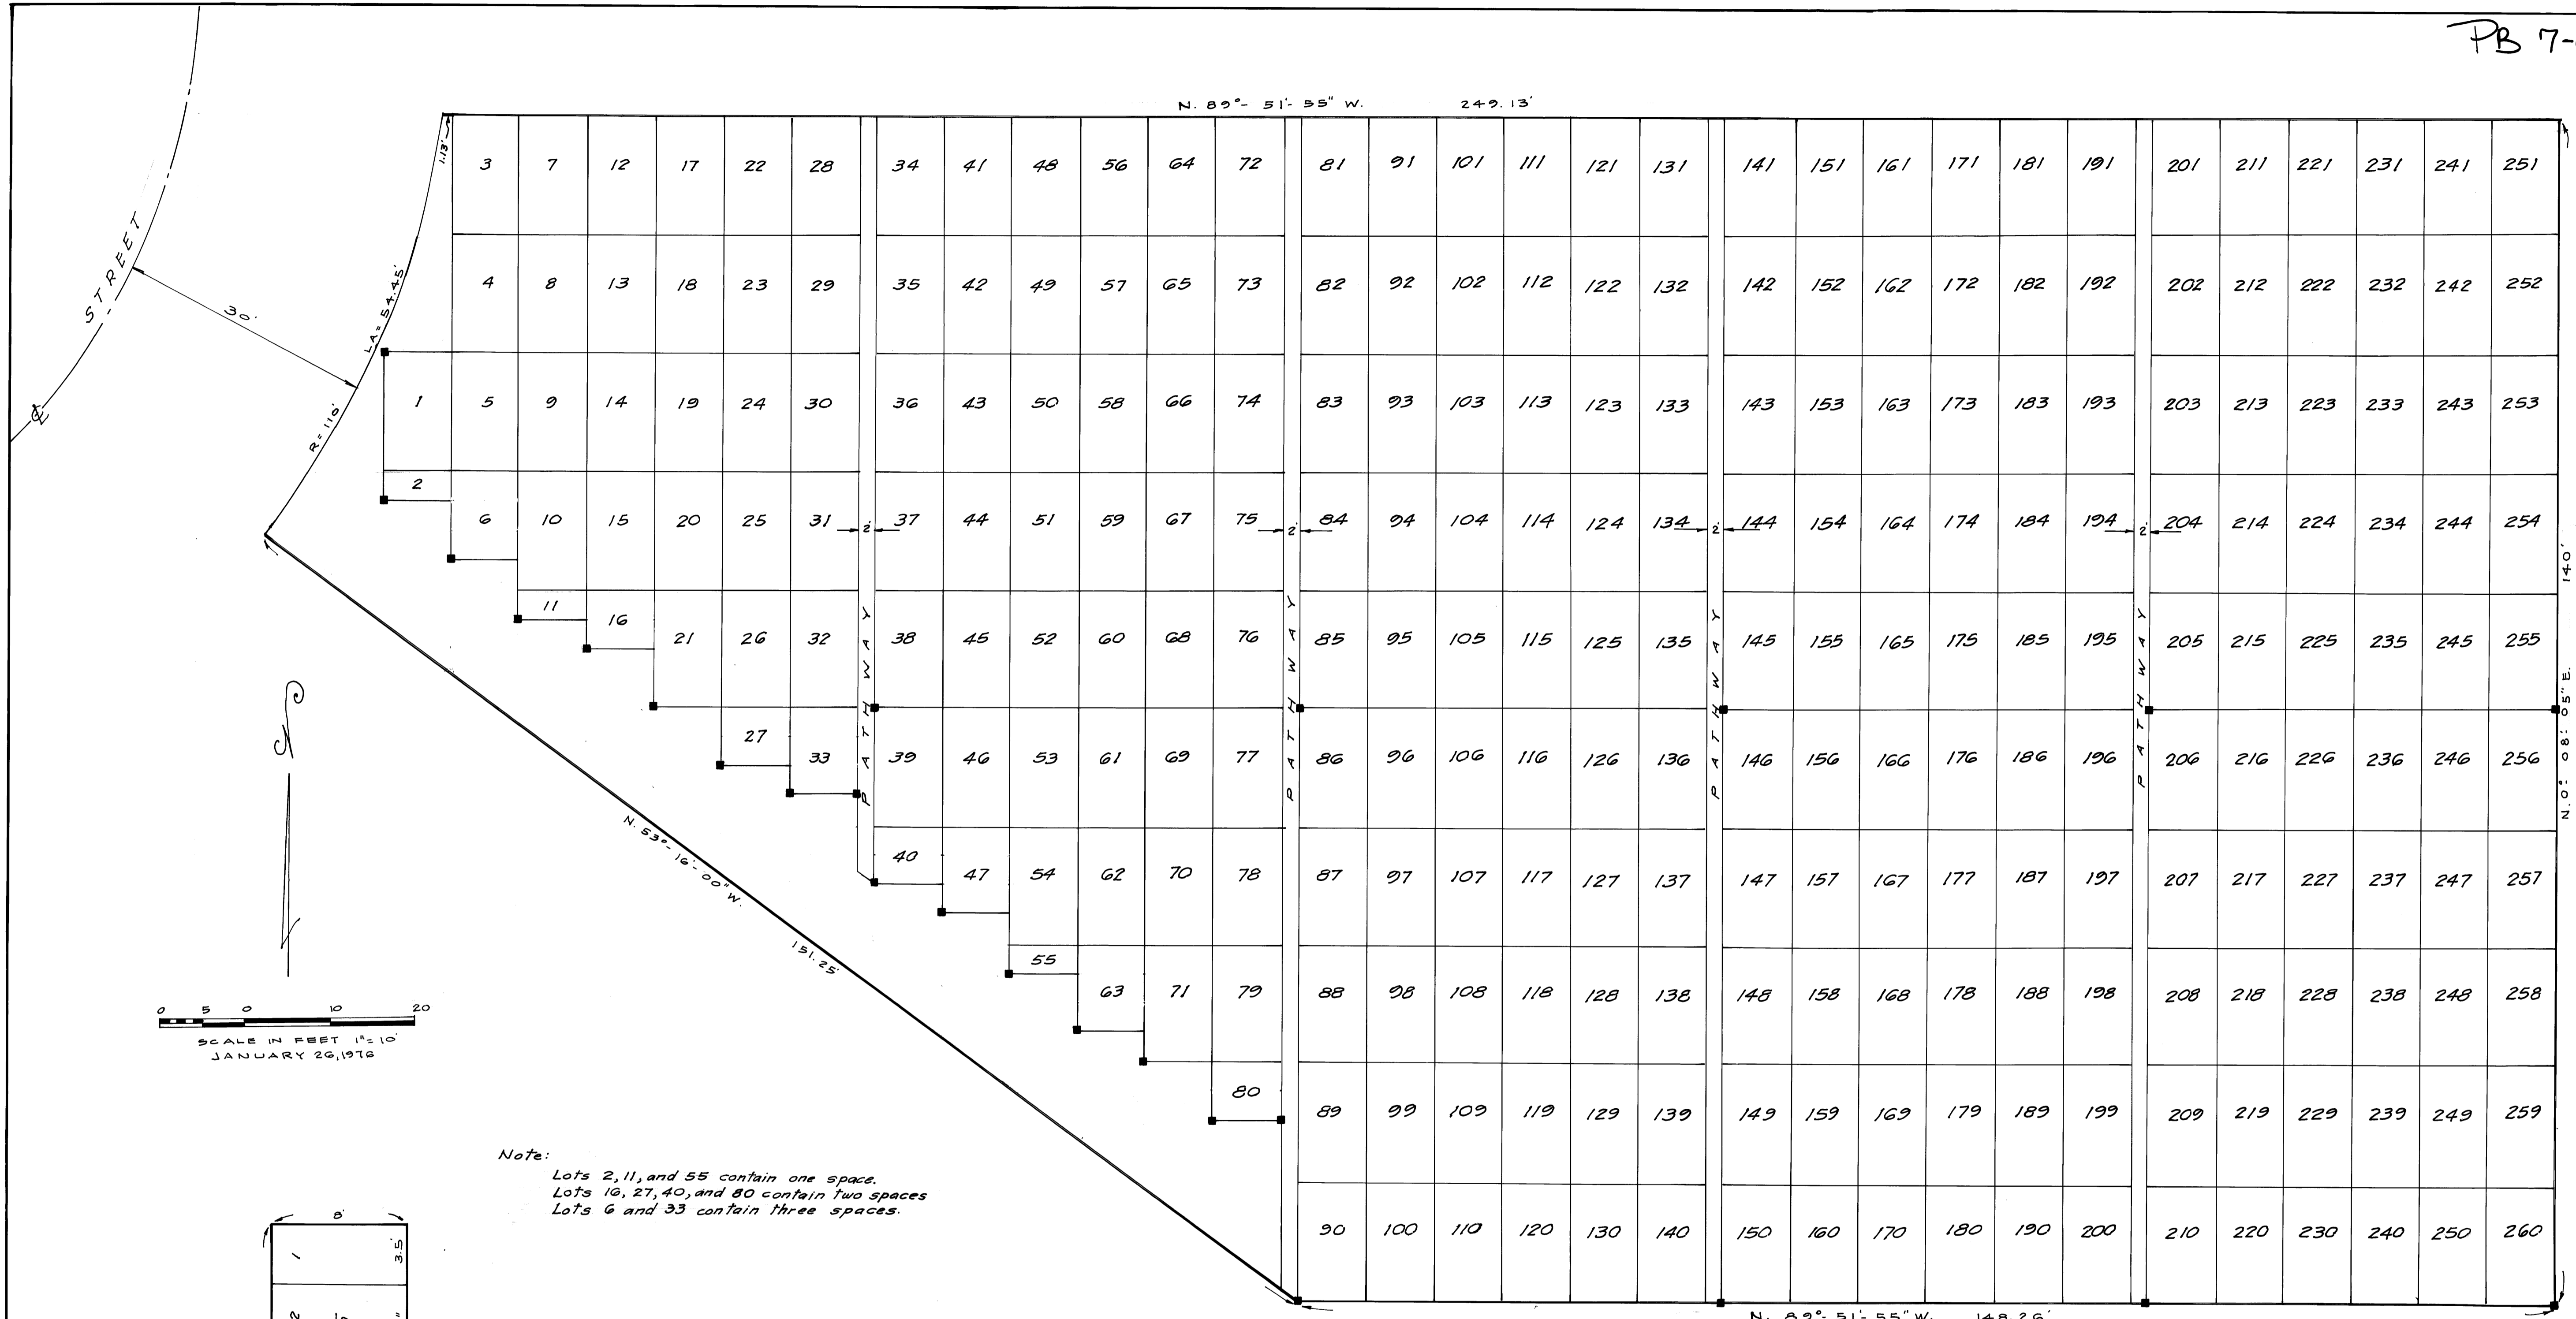 PB 7-
N. 89°- 51'- 55" W. 249.13'
1.13'
3 7 12 17 22 28 34 41 48 56 64 72 81 91 101 111 121 131 141 151 161 171 181 191 201 211 221 231 241 251
STREET
30'
L.A. = 54.45'
4 8 13 18 23 29 35 42 49 57 65 73 82 92 102 112 122 132 142 152 162 172 182 192 202 212 222 232 242 252
R = 110'
1 5 9 14 19 24 30 36 43 50 58 66 74 83 93 103 113 123 133 143 153 163 173 183 193 203 213 223 233 243 253
2
6 10 15 20 25 31 2' 37 44 51 59 67 75 2' 84 94 104 114 124 134 2' 144 154 164 174 184 194 2' 204 214 224 234 244 254
140'
N. 0°- 08'- 05" E.
11 16 21 26 32 38 45 52 60 68 76 85 95 105 115 125 135 145 155 165 175 185 195 205 215 225 235 245 255
PATHWAY PATHWAY PATHWAY PATHWAY
27 33 39 46 53 61 69 77 86 96 106 116 126 136 146 156 166 176 186 196 206 216 226 236 246 256
N. 53°- 16'- 00" W.
151.25'
40 47 54 62 70 78 87 97 107 117 127 137 147 157 167 177 187 197 207 217 227 237 247 257
55
63 71 79 88 98 108 118 128 138 148 158 168 178 188 198 208 218 228 238 248 258
0 5 0 10 20
SCALE IN FEET 1"= 10'
JANUARY 26, 1976
80 89 99 109 119 129 139 149 159 169 179 189 199 209 219 229 239 249 259
Note:
Lots 2, 11, and 55 contain one space.
Lots 16, 27, 40, and 80 contain two spaces
Lots 6 and 33 contain three spaces.
90 100 110 120 130 140 150 160 170 180 190 200 210 220 230 240 250 260
8'
1 3.5'
2
N. 89°- 51'- 55" W. 148.26'